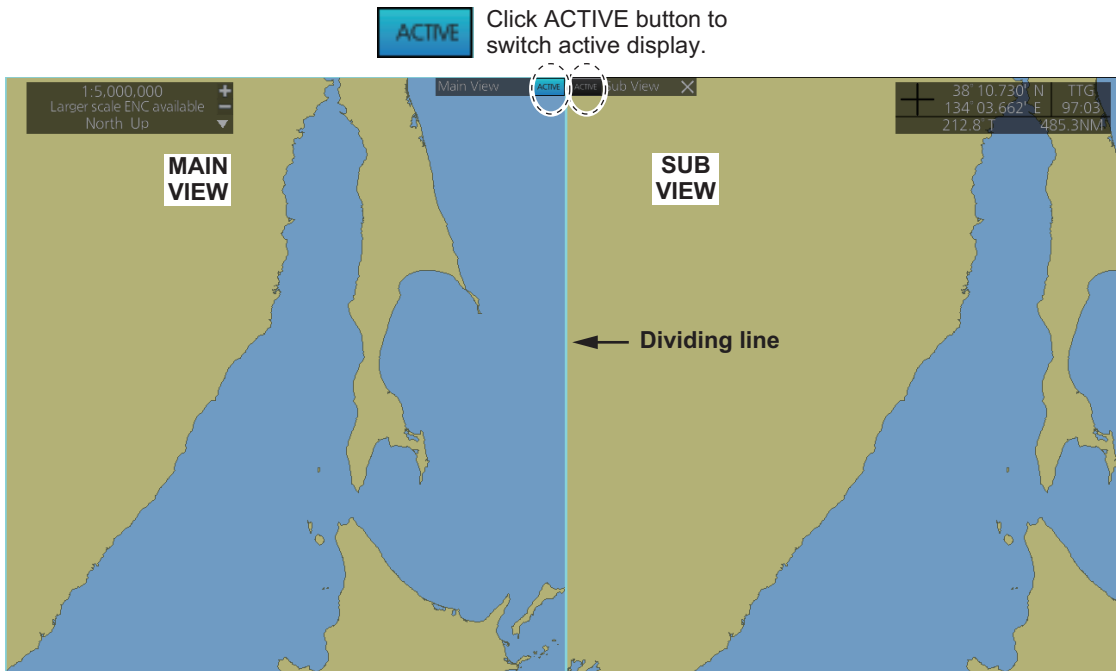 ACTIVE
Click ACTIVE button to
switch active display.
1:5,000,000 +
Larger scale ENC available −
North Up ▼
Main View ACTIVE
ACTIVE Sub View ✕
38°10.730' N TTG
134°03.662' E 97:03
212.8°T 485.3NM
MAIN
VIEW
SUB
VIEW
Dividing line